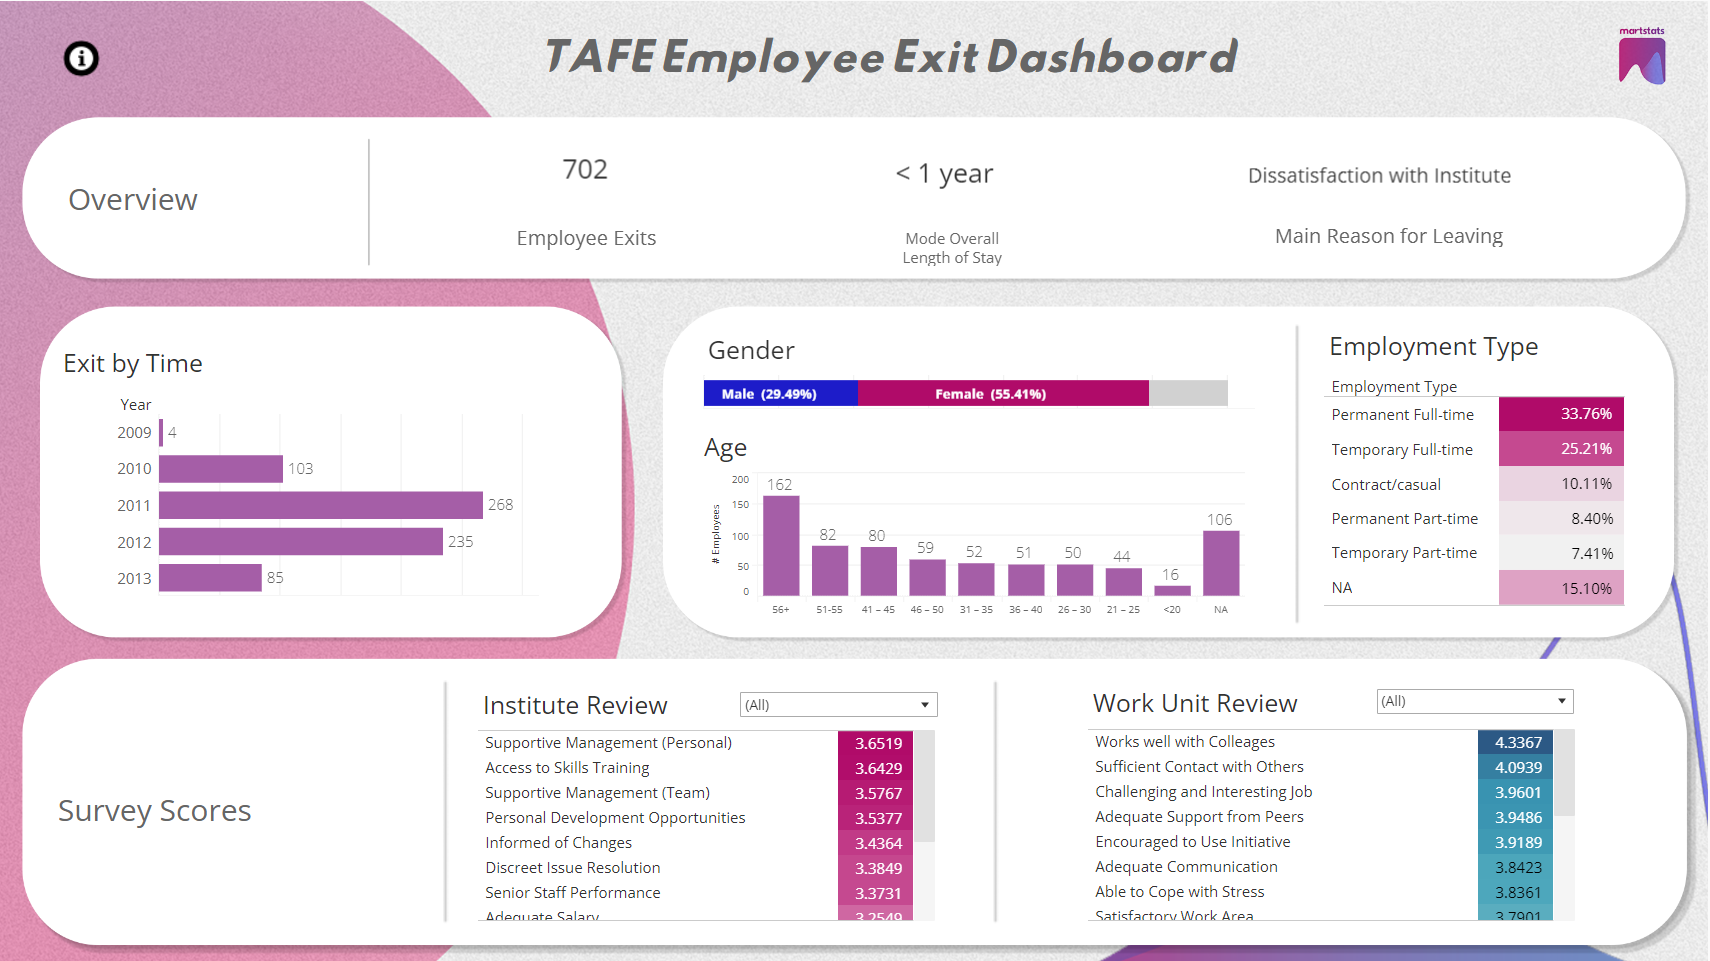 TAFE Employee Exit Dashboard
martstats
Overview
702
Employee Exits
< 1 year
Mode Overall
Length of Stay
Dissatisfaction with Institute
Main Reason for Leaving
Exit by Time
Year
2009 4
2010 103
2011 268
2012 235
2013 85
Gender
Male (29.49%) Female (55.41%)
Age
# Employees
200
150
100
50
0
162 82 80 59 52 51 50 44 16 106
56+ 51-55 41 – 45 46 – 50 31 – 35 36 – 40 26 – 30 21 – 25 <20 NA
Employment Type
Employment Type
Permanent Full-time 33.76%
Temporary Full-time 25.21%
Contract/casual 10.11%
Permanent Part-time 8.40%
Temporary Part-time 7.41%
NA 15.10%
Survey Scores
Institute Review (All)
Supportive Management (Personal) 3.6519
Access to Skills Training 3.6429
Supportive Management (Team) 3.5767
Personal Development Opportunities 3.5377
Informed of Changes 3.4364
Discreet Issue Resolution 3.3849
Senior Staff Performance 3.3731
Adequate Salary 3.2549
Work Unit Review (All)
Works well with Colleages 4.3367
Sufficient Contact with Others 4.0939
Challenging and Interesting Job 3.9601
Adequate Support from Peers 3.9486
Encouraged to Use Initiative 3.9189
Adequate Communication 3.8423
Able to Cope with Stress 3.8361
Satisfactory Work Area 3.7901